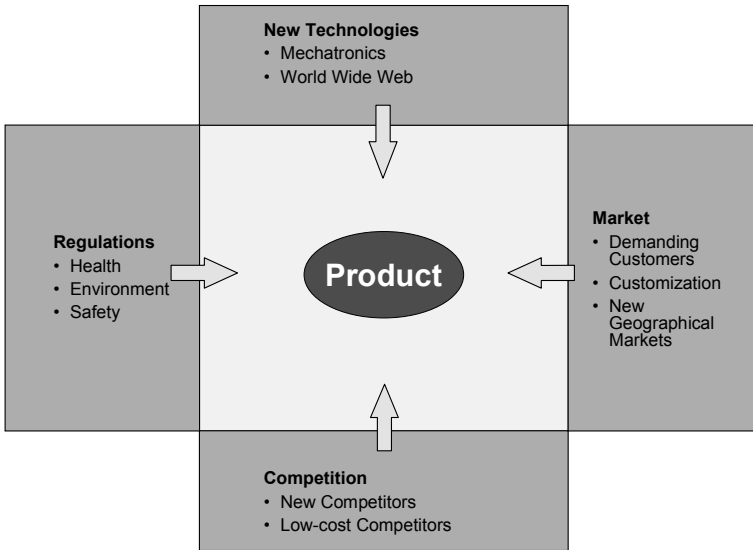 New Technologies
• Mechatronics
• World Wide Web
Regulations
• Health
• Environment
• Safety
Product
Market
• Demanding
Customers
• Customization
• New
Geographical
Markets
Competition
• New Competitors
• Low-cost Competitors